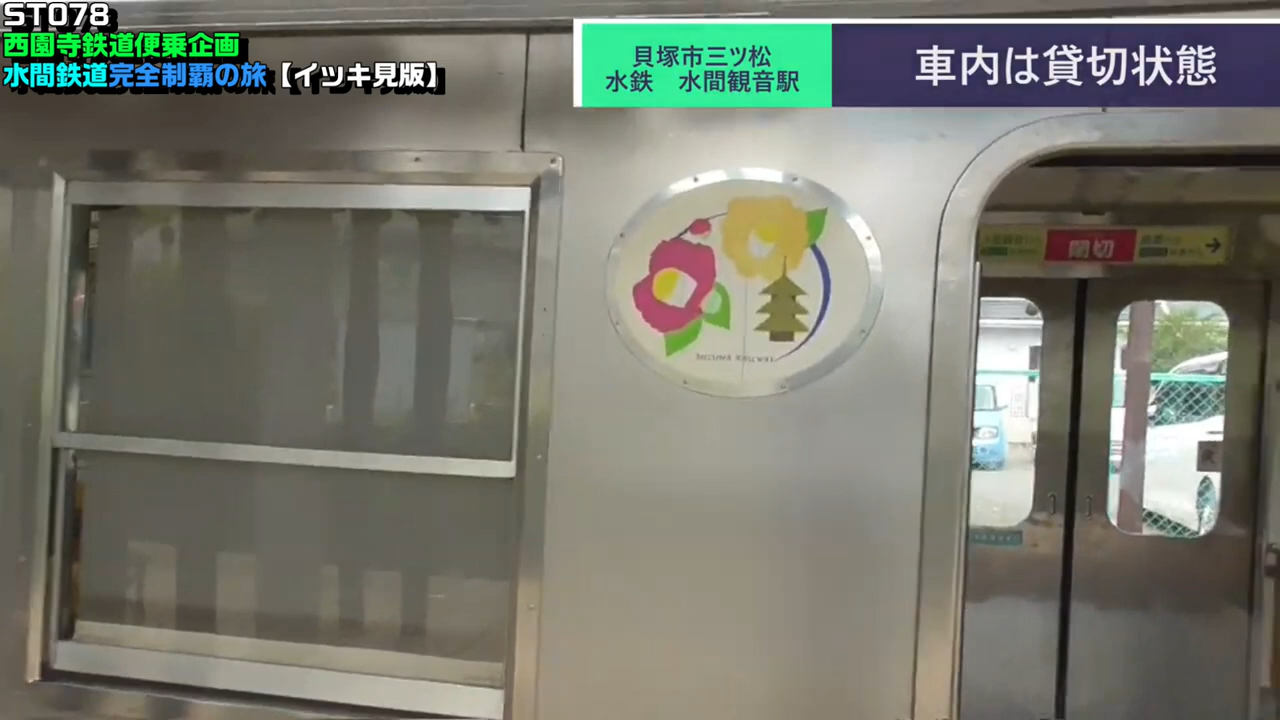 ST078
西園寺鉄道便乗企画
水間鉄道完全制覇の旅【イツキ見版】
貝塚市三ツ松
水鉄　水間観音駅
車内は貸切状態
閉切